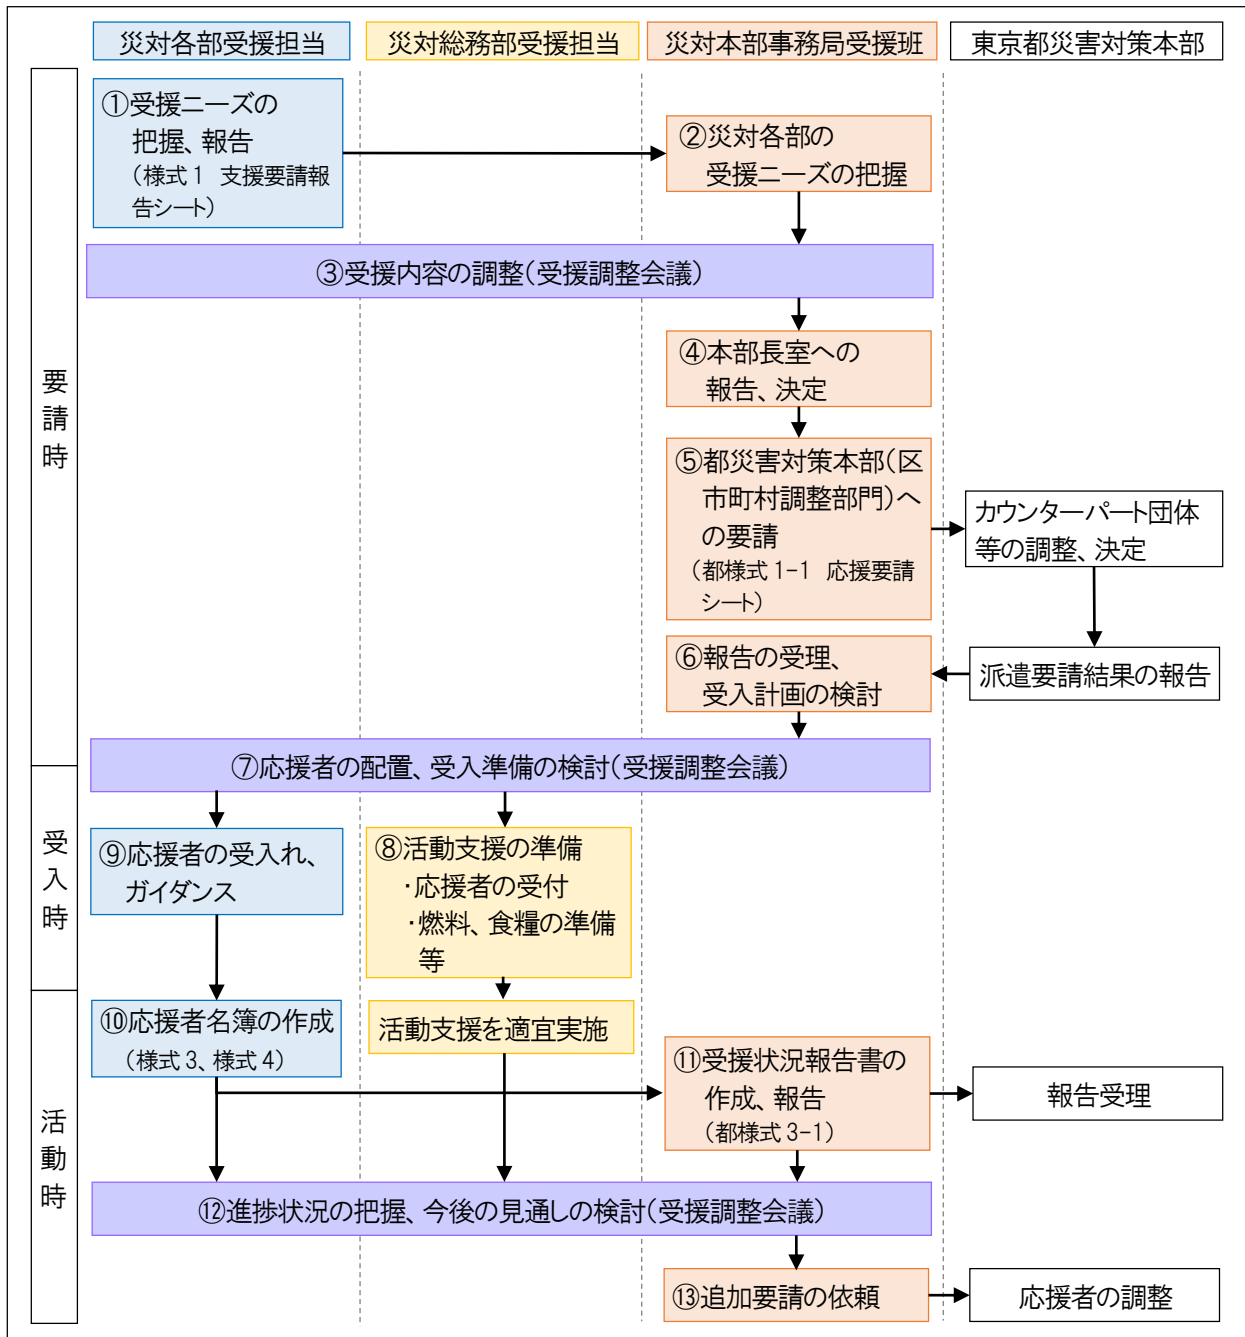 災対各部受援担当
災対総務部受援担当
災対本部事務局受援班
東京都災害対策本部
要請時
①受援ニーズの
把握、報告
（様式1　支援要請報
告シート）
②災対各部の
受援ニーズの把握
③受援内容の調整（受援調整会議）
④本部長室への
報告、決定
⑤都災害対策本部（区
市町村調整部門）へ
の要請
（都様式1-1　応援要請
シート）
カウンターパート団体
等の調整、決定
⑥報告の受理、
受入計画の検討
派遣要請結果の報告
⑦応援者の配置、受入準備の検討（受援調整会議）
受入時
⑨応援者の受入れ、
ガイダンス
⑧活動支援の準備
・応援者の受付
・燃料、食糧の準備
等
活動時
⑩応援者名簿の作成
（様式3、様式4）
活動支援を適宜実施
⑪受援状況報告書の
作成、報告
（都様式3-1）
報告受理
⑫進捗状況の把握、今後の見通しの検討（受援調整会議）
⑬追加要請の依頼
応援者の調整